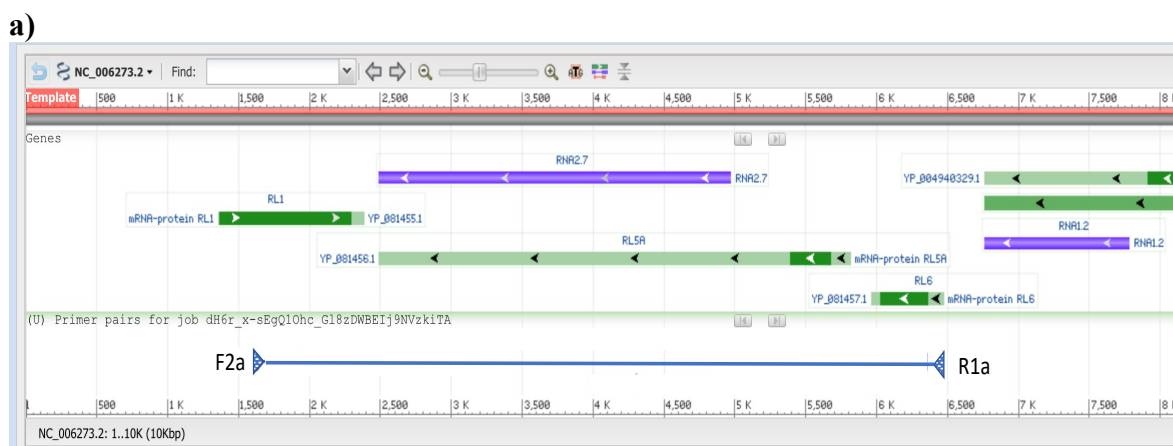 a)
NC_006273.2 Find: ATG
Template 500 1 K 1,500 2 K 2,500 3 K 3,500 4 K 4,500 5 K 5,500 6 K 6,500 7 K 7,500 8
Genes
RNA2.7
RNA2.7
YP_004940329.1
RL1
mRNA-protein RL1 YP_081455.1
RNA1.2
RNA1.2
RL5A
YP_081456.1 mRNA-protein RL5A
RL6
YP_081457.1 mRNA-protein RL6
(U) Primer pairs for job dH6r_x-sEgQ1Ohc_Gl8zDWBEIj9NVzkiTA
F2a R1a
1 500 1 K 1,500 2 K 2,500 3 K 3,500 4 K 4,500 5 K 5,500 6 K 6,500 7 K 7,500 8 K
NC_006273.2: 1..10K (10Kbp)